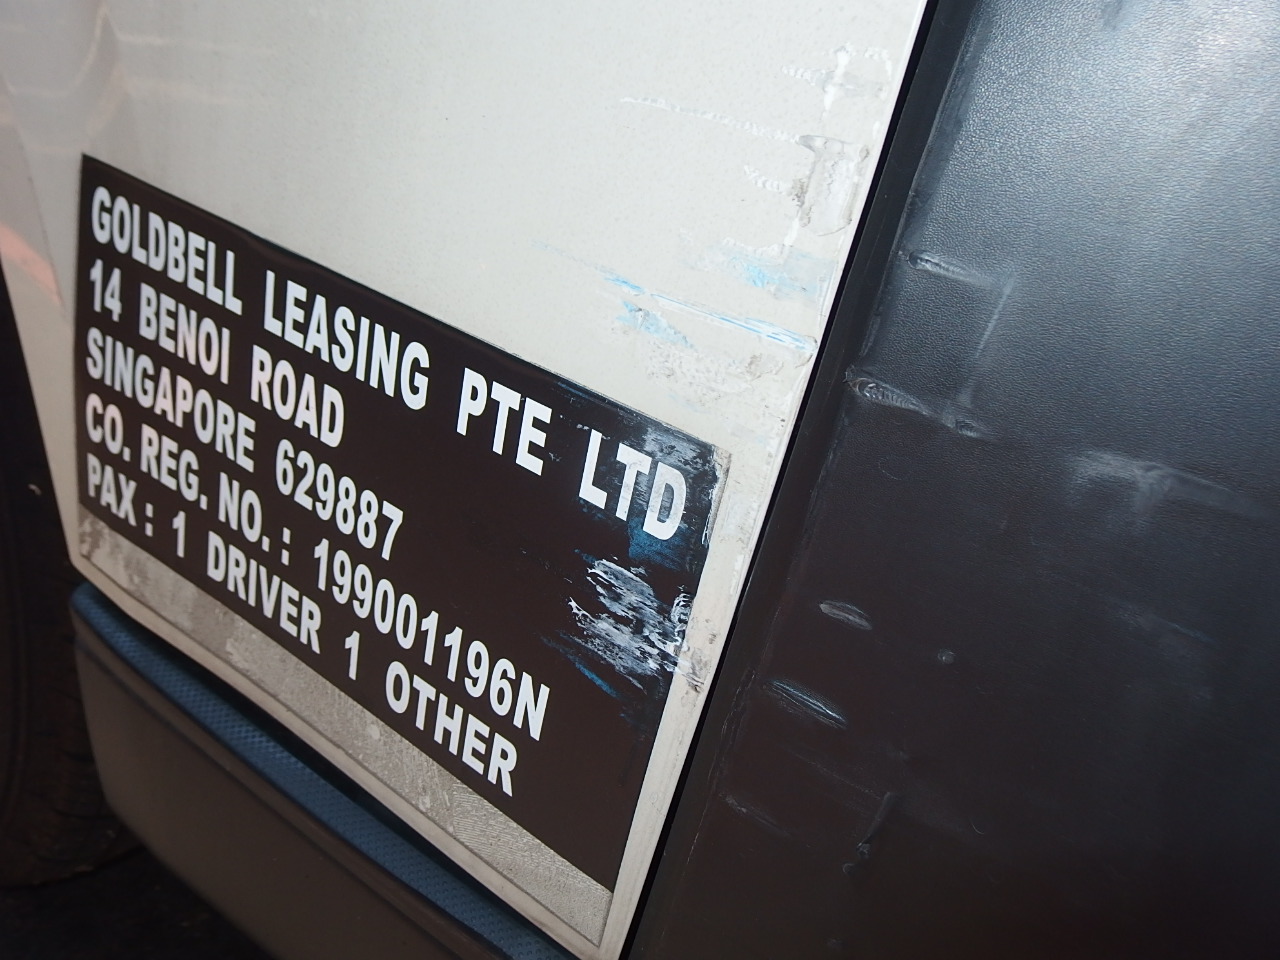 GOLDBELL LEASING PTE LTD
14 BENOI ROAD
SINGAPORE 629887
CO. REG. NO. : 199001196N
PAX : 1 DRIVER 1 OTHER